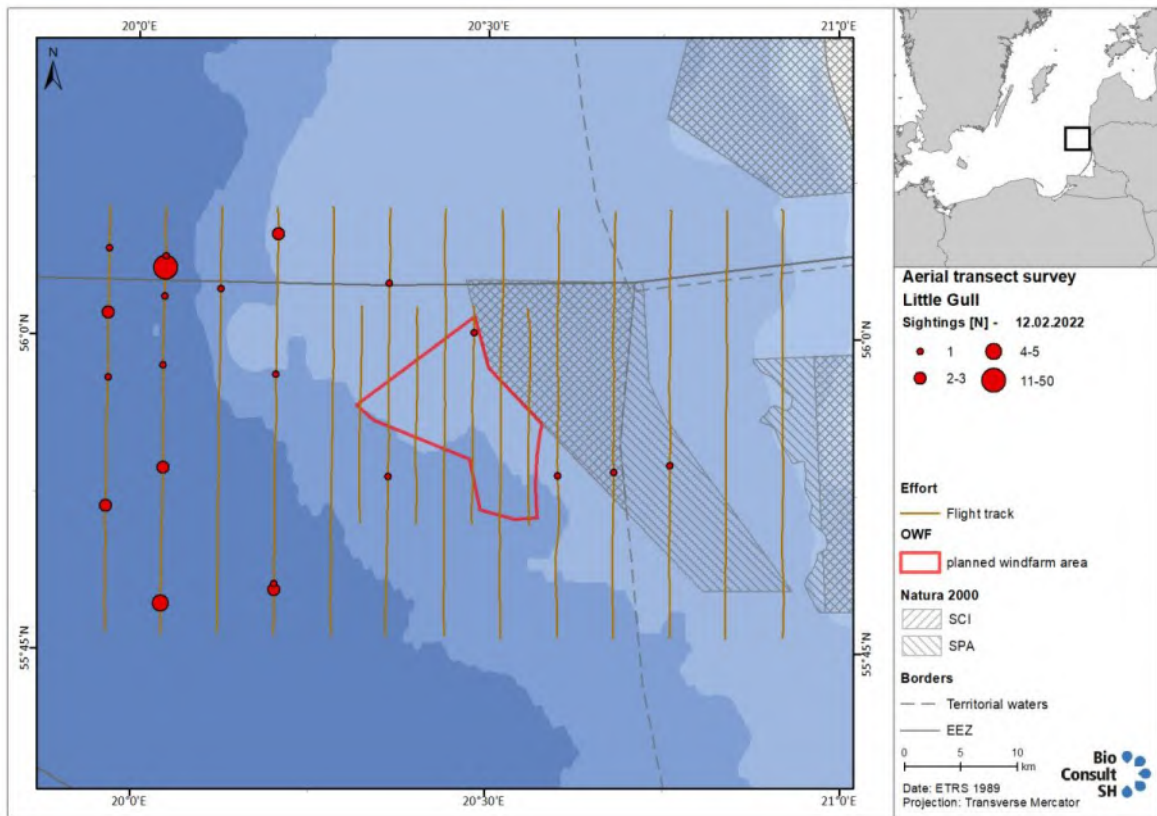 20°0'E
20°30'E
21°0'E
N
56°0'N
56°0'N
55°45'N
55°45'N
20°0'E
20°30'E
21°0'E
Aerial transect survey
Little Gull
Sightings [N] - 12.02.2022
1
4-5
2-3
11-50
Effort
Flight track
OWF
planned windfarm area
Natura 2000
SCI
SPA
Borders
Territorial waters
EEZ
0 5 10
km
Bio
Consult
SH
Date: ETRS 1989
Projection: Transverse Mercator